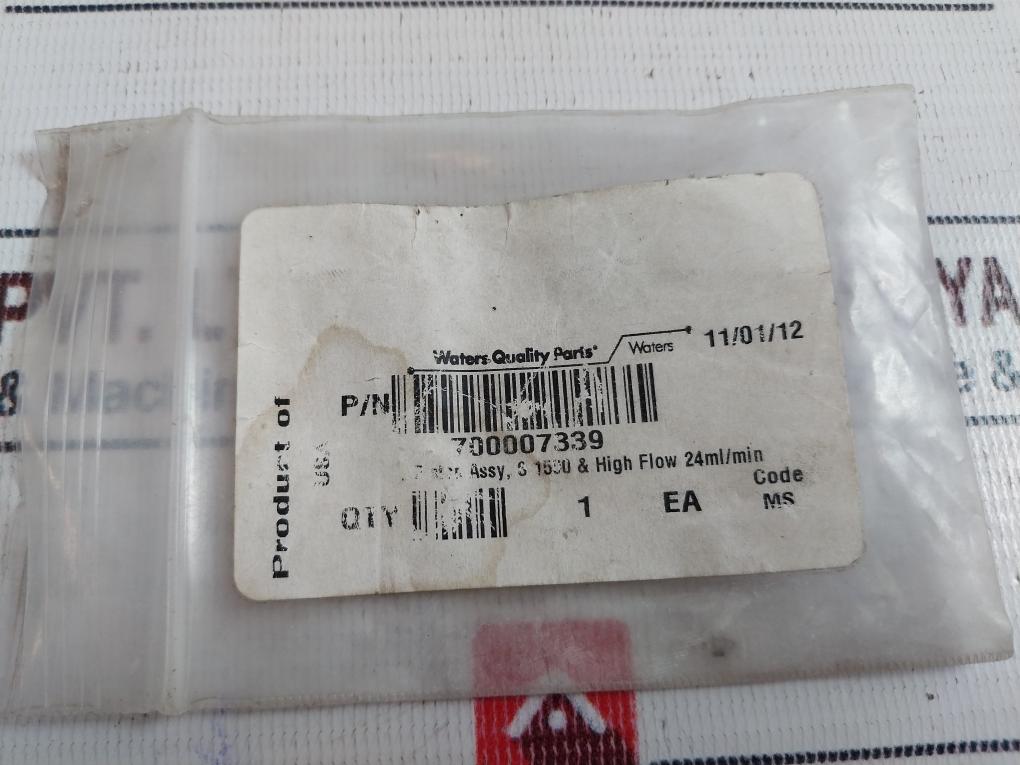 Waters Quality Parts
Waters
11/01/12
P/N
700007339
Assy, & High Flow 24ml/min
Code
QTY 1 EA MS
Product of
USA
YA
&